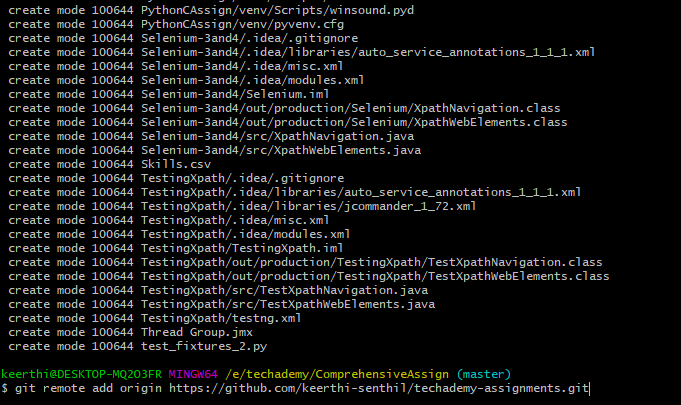 create mode 100644 PythonCAssign/venv/Scripts/winsound.pyd
create mode 100644 PythonCAssign/venv/pyvenv.cfg
create mode 100644 Selenium-3and4/.idea/.gitignore
create mode 100644 Selenium-3and4/.idea/libraries/auto_service_annotations_1_1_1.xml
create mode 100644 Selenium-3and4/.idea/misc.xml
create mode 100644 Selenium-3and4/.idea/modules.xml
create mode 100644 Selenium-3and4/Selenium.iml
create mode 100644 Selenium-3and4/out/production/Selenium/XpathNavigation.class
create mode 100644 Selenium-3and4/out/production/Selenium/XpathWebElements.class
create mode 100644 Selenium-3and4/src/XpathNavigation.java
create mode 100644 Selenium-3and4/src/XpathWebElements.java
create mode 100644 Skills.csv
create mode 100644 TestingXpath/.idea/.gitignore
create mode 100644 TestingXpath/.idea/libraries/auto_service_annotations_1_1_1.xml
create mode 100644 TestingXpath/.idea/libraries/jcommander_1_72.xml
create mode 100644 TestingXpath/.idea/misc.xml
create mode 100644 TestingXpath/.idea/modules.xml
create mode 100644 TestingXpath/TestingXpath.iml
create mode 100644 TestingXpath/out/production/TestingXpath/TestXpathNavigation.class
create mode 100644 TestingXpath/out/production/TestingXpath/TestXpathWebElements.class
create mode 100644 TestingXpath/src/TestXpathNavigation.java
create mode 100644 TestingXpath/src/TestXpathWebElements.java
create mode 100644 TestingXpath/testng.xml
create mode 100644 Thread Group.jmx
create mode 100644 test_fixtures_2.py
keerthi@DESKTOP-MQ2O3FR MINGW64 /e/techademy/ComprehensiveAssign (master)
$ git remote add origin https://github.com/keerthi-senthil/techademy-assignments.git